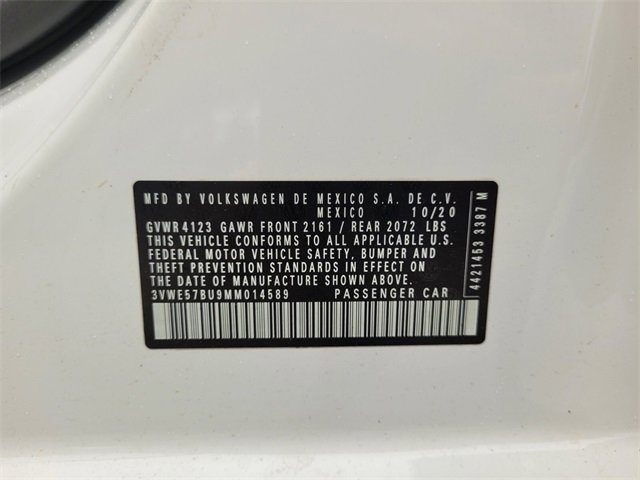 MFD BY VOLKSWAGEN DE MEXICO S.A. DE C.V.
MEXICO 10/20
GVWR 4123 GAWR FRONT 2161 / REAR 2072 LBS
THIS VEHICLE CONFORMS TO ALL APPLICABLE U.S.
FEDERAL MOTOR VEHICLE SAFETY, BUMPER AND
THEFT PREVENTION STANDARDS IN EFFECT ON THE
DATE OF MANUFACTURE SHOWN ABOVE.
3VWE57BU9MM014589 PASSENGER CAR
4421463 3387 M